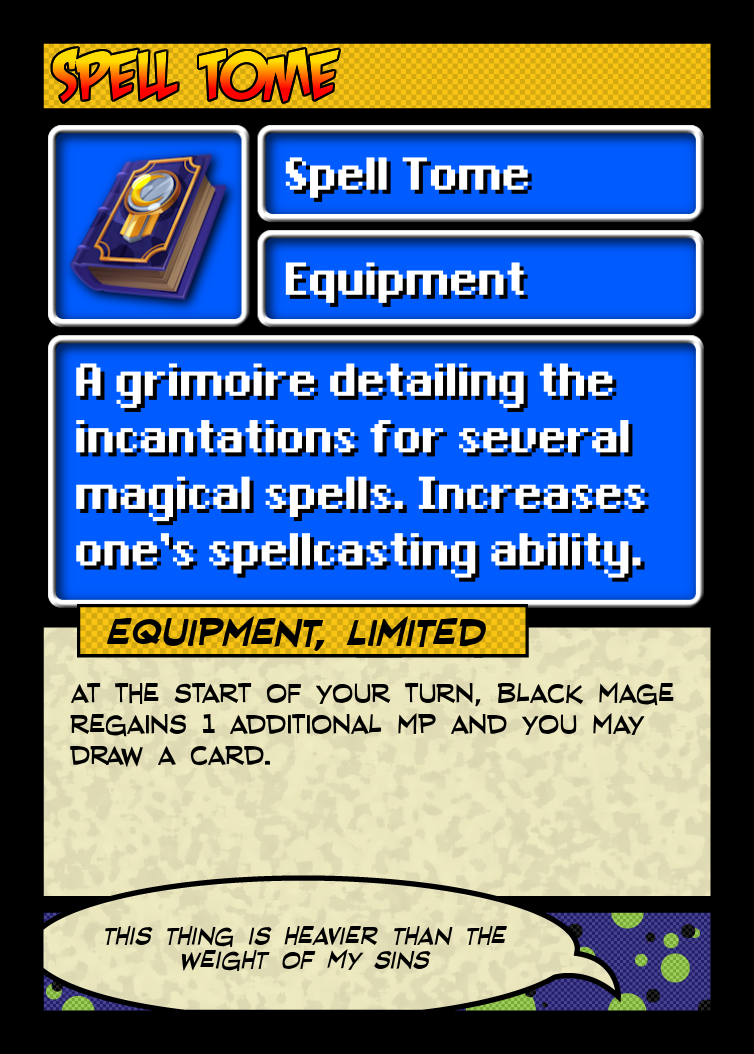 SPELL TOME
Spell Tome
Equipment
A grimoire detailing the
incantations for several
magical spells. Increases
one's spellcasting ability.
EQUIPMENT, LIMITED
AT THE START OF YOUR TURN, BLACK MAGE
REGAINS 1 ADDITIONAL MP AND YOU MAY
DRAW A CARD.
THIS THING IS HEAVIER THAN THE
WEIGHT OF MY SINS